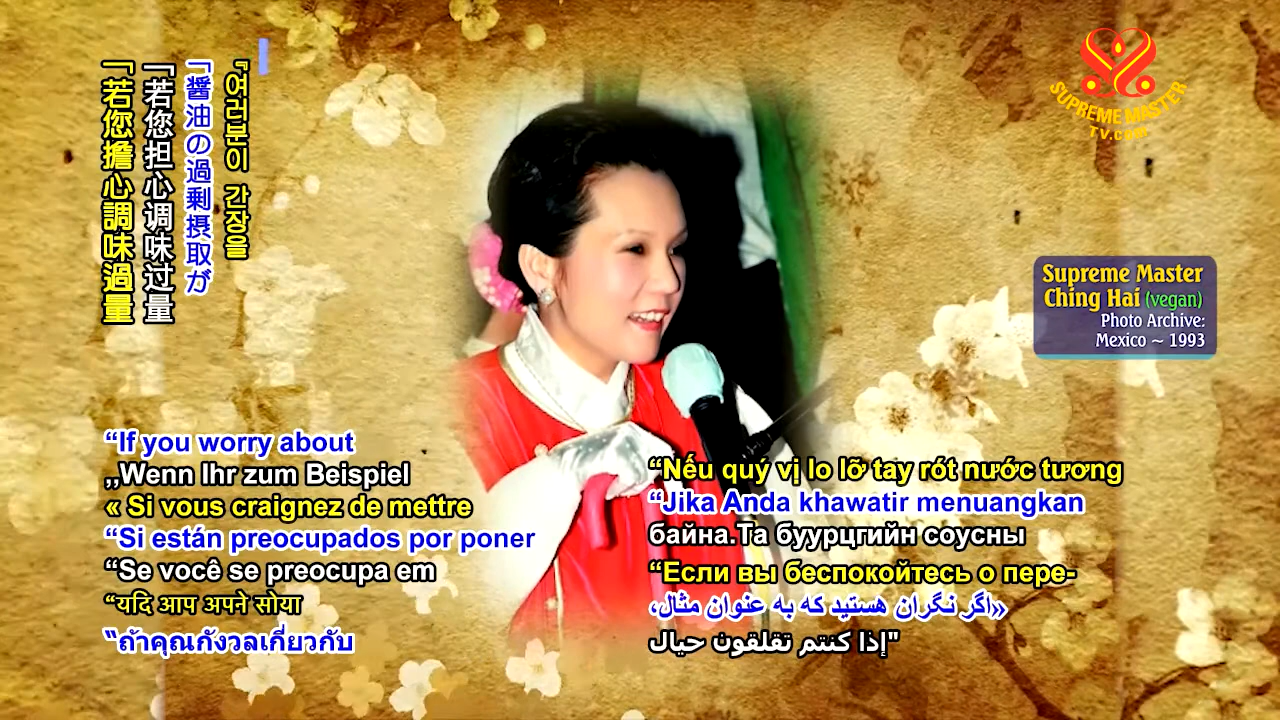 『여러분이 간장을
「醤油の過剰摂取が
「若您担心调味过量
「若您擔心調味過量
SUPREME MASTER
TV.com
Supreme Master
Ching Hai (vegan)
Photo Archive:
Mexico ~ 1993
“If you worry about
„Wenn Ihr zum Beispiel
« Si vous craignez de mettre
“Si están preocupados por poner
“Se você se preocupa em
“यदि आप अपने सोया
“ถ้าคุณกังวลเกี่ยวกับ
“Nếu quý vị lo lỡ tay rót nước tương
“Jika Anda khawatir menuangkan
байна.Та буурцгийн соусны
“Если вы беспокойтесь о пере-
«اگر نگران هستید که به عنوان مثال،
"إذا كنتم تقلقون حيال